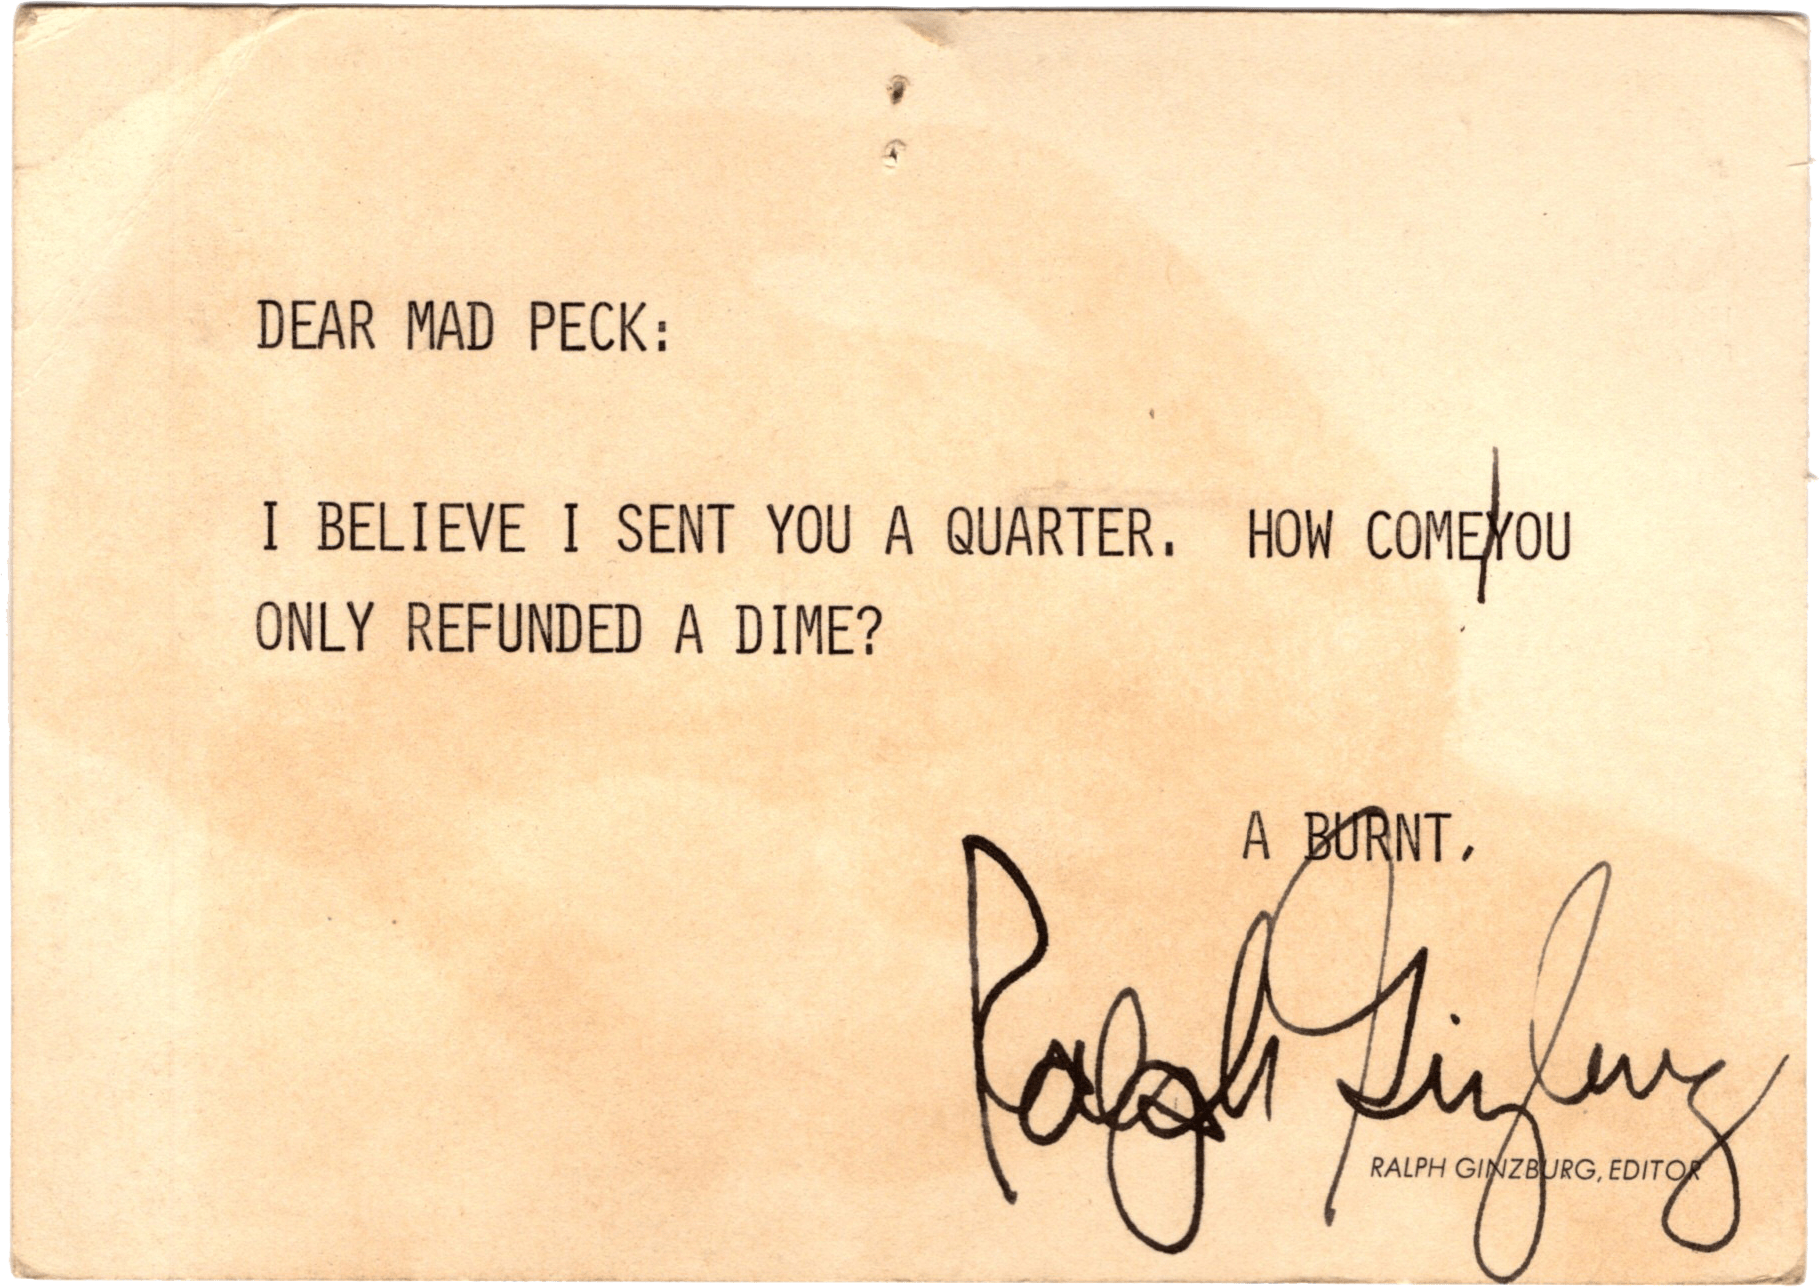 DEAR MAD PECK:
I BELIEVE I SENT YOU A QUARTER. HOW COME/YOU
ONLY REFUNDED A DIME?
A BURNT,
Ralph Ginzburg
RALPH GINZBURG, EDITOR